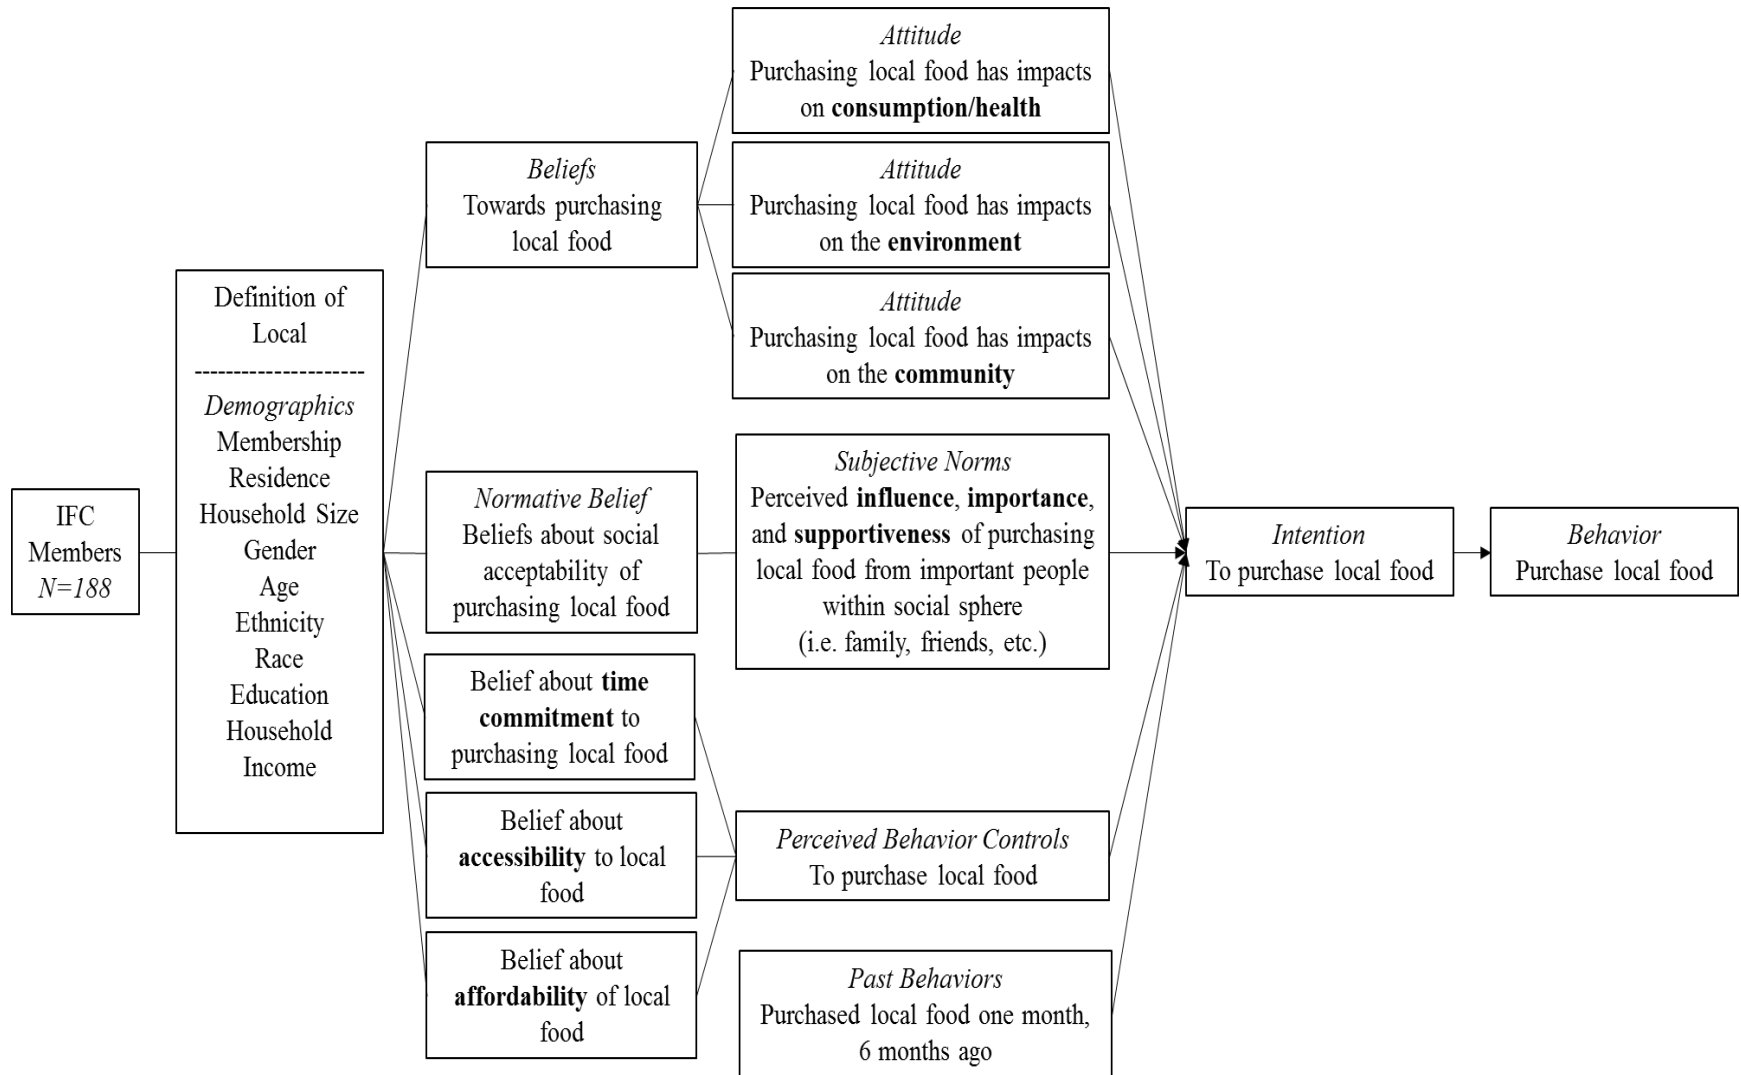 IFC
Members
N=188
Definition of
Local
----------------------
Demographics
Membership
Residence
Household Size
Gender
Age
Ethnicity
Race
Education
Household
Income
Beliefs
Towards purchasing
local food
Normative Belief
Beliefs about social
acceptability of
purchasing local food
Belief about time
commitment to
purchasing local food
Belief about
accessibility to local
food
Belief about
affordability of local
food
Attitude
Purchasing local food has impacts
on consumption/health
Attitude
Purchasing local food has impacts
on the environment
Attitude
Purchasing local food has impacts
on the community
Subjective Norms
Perceived influence, importance,
and supportiveness of purchasing
local food from important people
within social sphere
(i.e. family, friends, etc.)
Perceived Behavior Controls
To purchase local food
Past Behaviors
Purchased local food one month,
6 months ago
Intention
To purchase local food
Behavior
Purchase local food